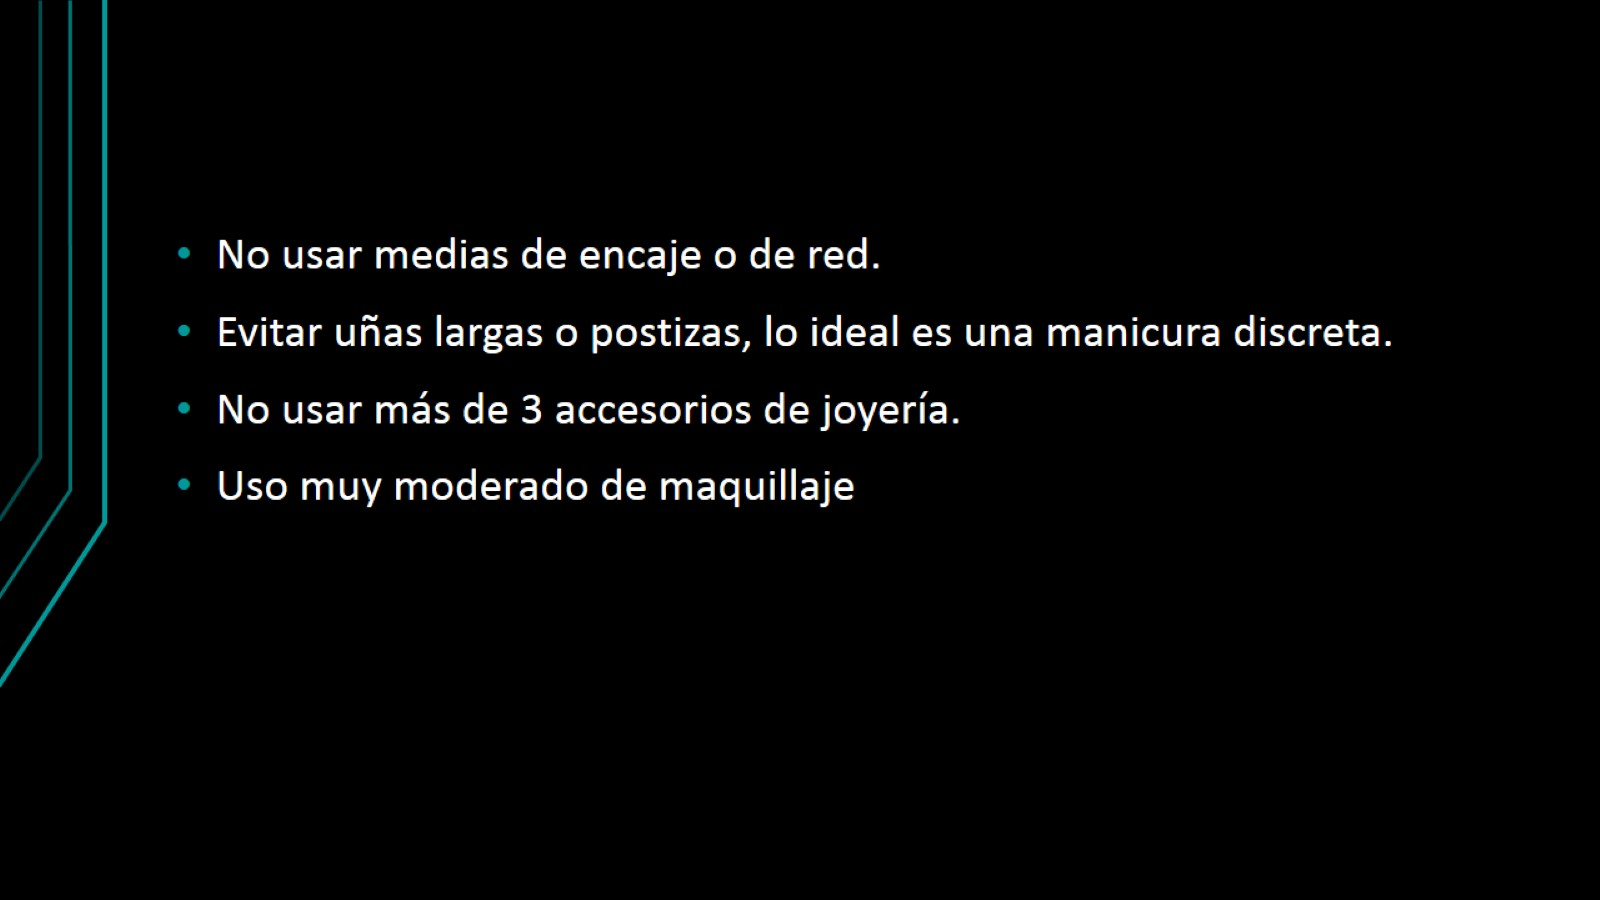 • No usar medias de encaje o de red.
• Evitar uñas largas o postizas, lo ideal es una manicura discreta.
• No usar más de 3 accesorios de joyería.
• Uso muy moderado de maquillaje